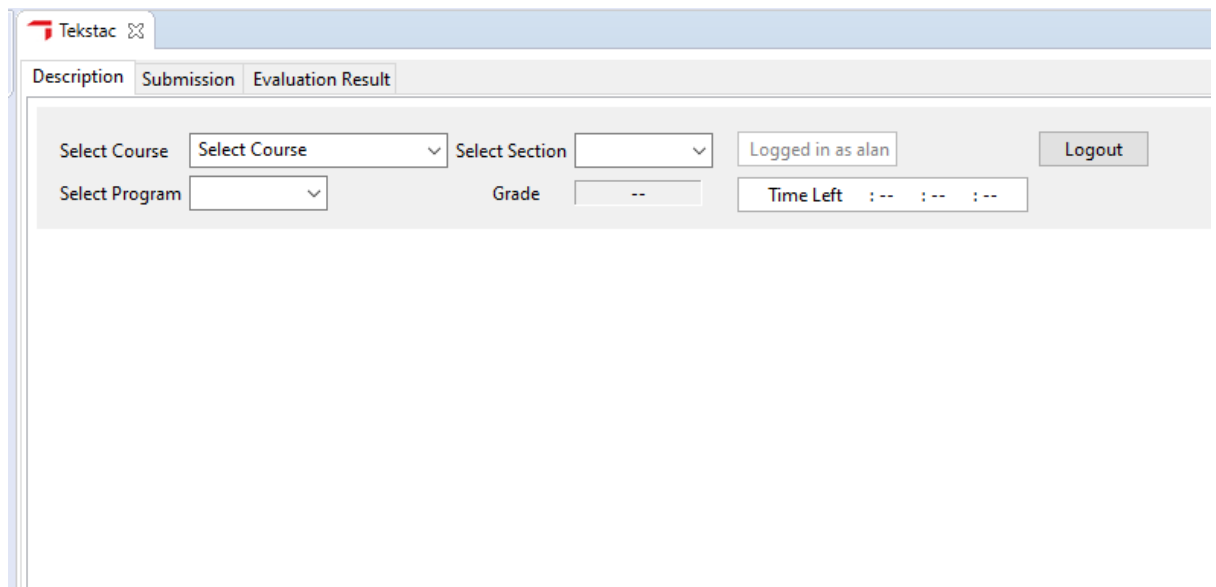 Tekstac
Description Submission Evaluation Result
Select Course Select Course Select Section Logged in as alan Logout
Select Program Grade -- Time Left : -- : -- : --